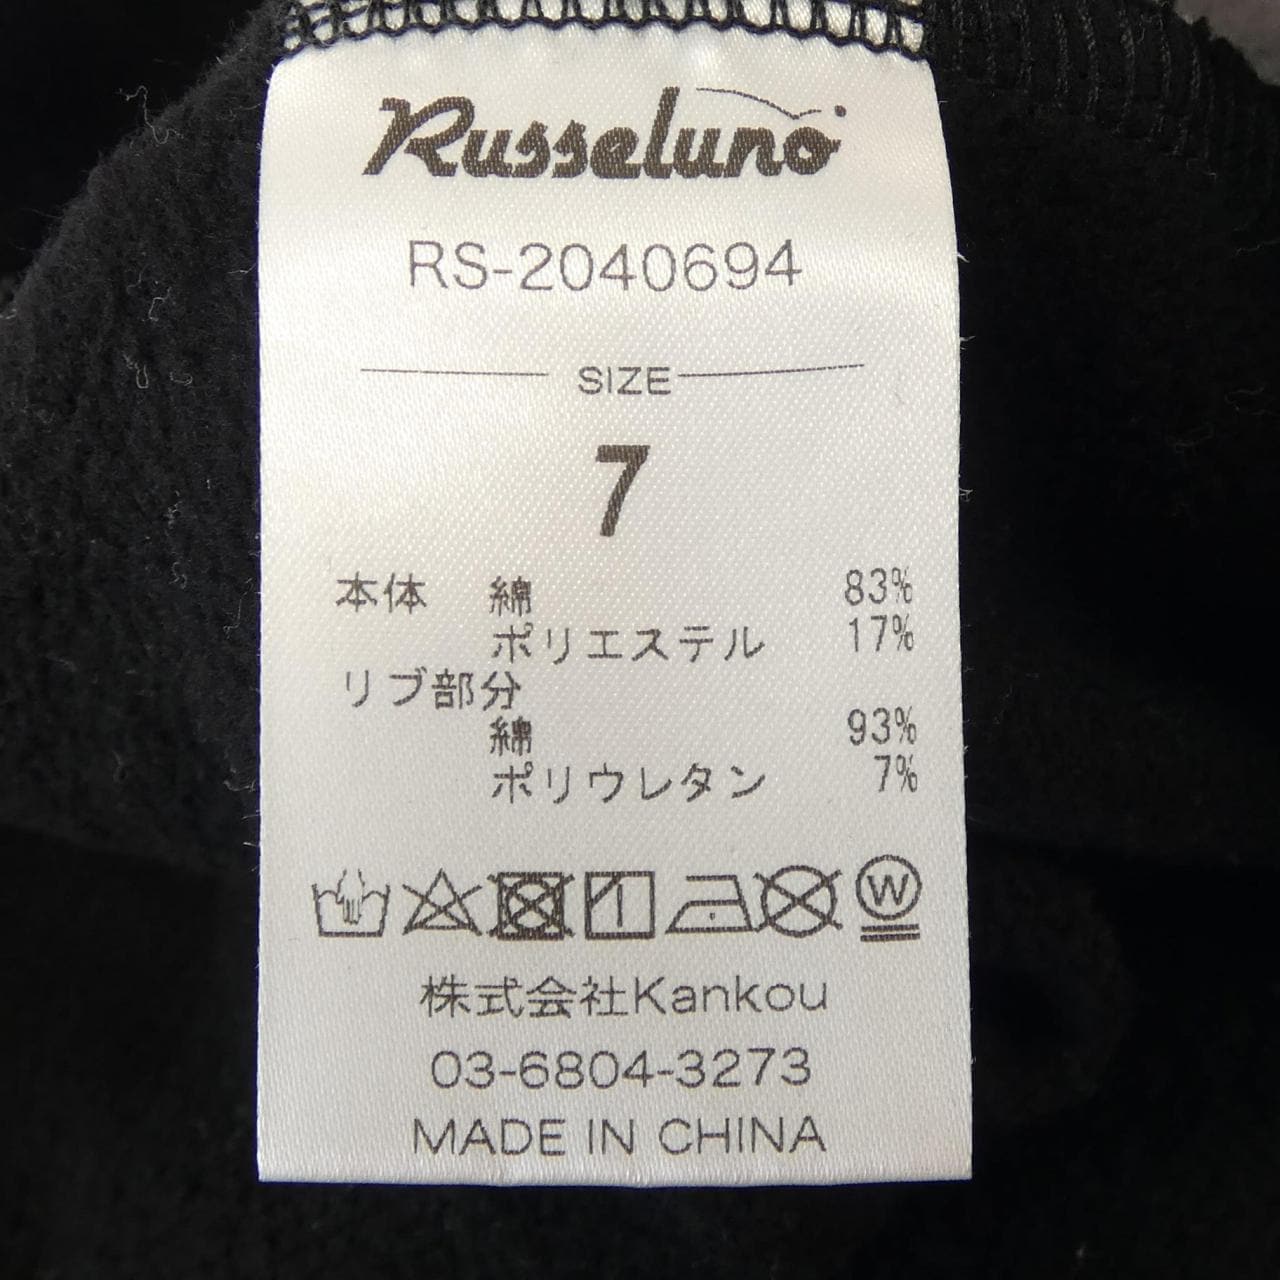 Russeluno
RS-2040694
SIZE
7
本体 綿 83%
ポリエステル 17%
リブ部分
綿 93%
ポリウレタン 7%
W
株式会社Kankou
03-6804-3273
MADE IN CHINA